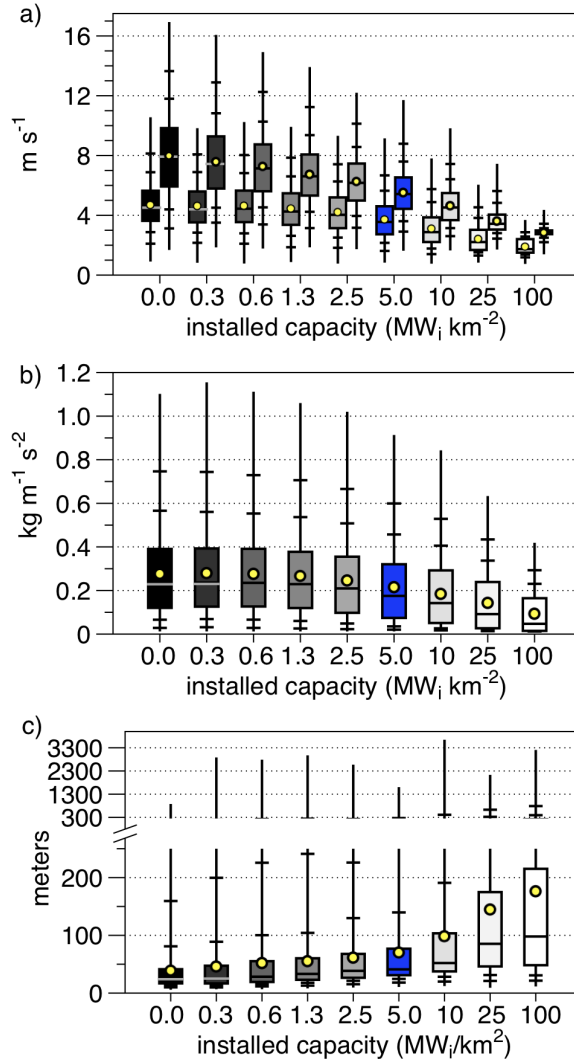 a)
16
12
8
4
0
m s⁻¹
0.0 0.3 0.6 1.3 2.5 5.0 10 25 100
installed capacity (MWᵢ km⁻²)
b)
1.2
1.0
0.8
0.6
0.4
0.2
0
kg m⁻¹ s⁻²
0.0 0.3 0.6 1.3 2.5 5.0 10 25 100
installed capacity (MWᵢ km⁻²)
c)
3300
2300
1300
300
200
100
0
meters
0.0 0.3 0.6 1.3 2.5 5.0 10 25 100
installed capacity (MWᵢ/km²)